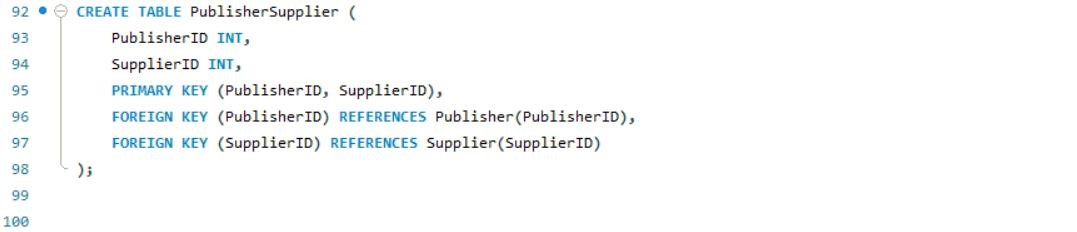 92 CREATE TABLE PublisherSupplier (
93 PublisherID INT,
94 SupplierID INT,
95 PRIMARY KEY (PublisherID, SupplierID),
96 FOREIGN KEY (PublisherID) REFERENCES Publisher(PublisherID),
97 FOREIGN KEY (SupplierID) REFERENCES Supplier(SupplierID)
98 );
99
100